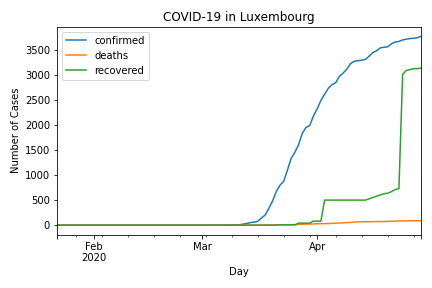 COVID-19 in Luxembourg
confirmed
deaths
recovered
Number of Cases
3500
3000
2500
2000
1500
1000
500
0
Feb
2020
Mar
Apr
Day